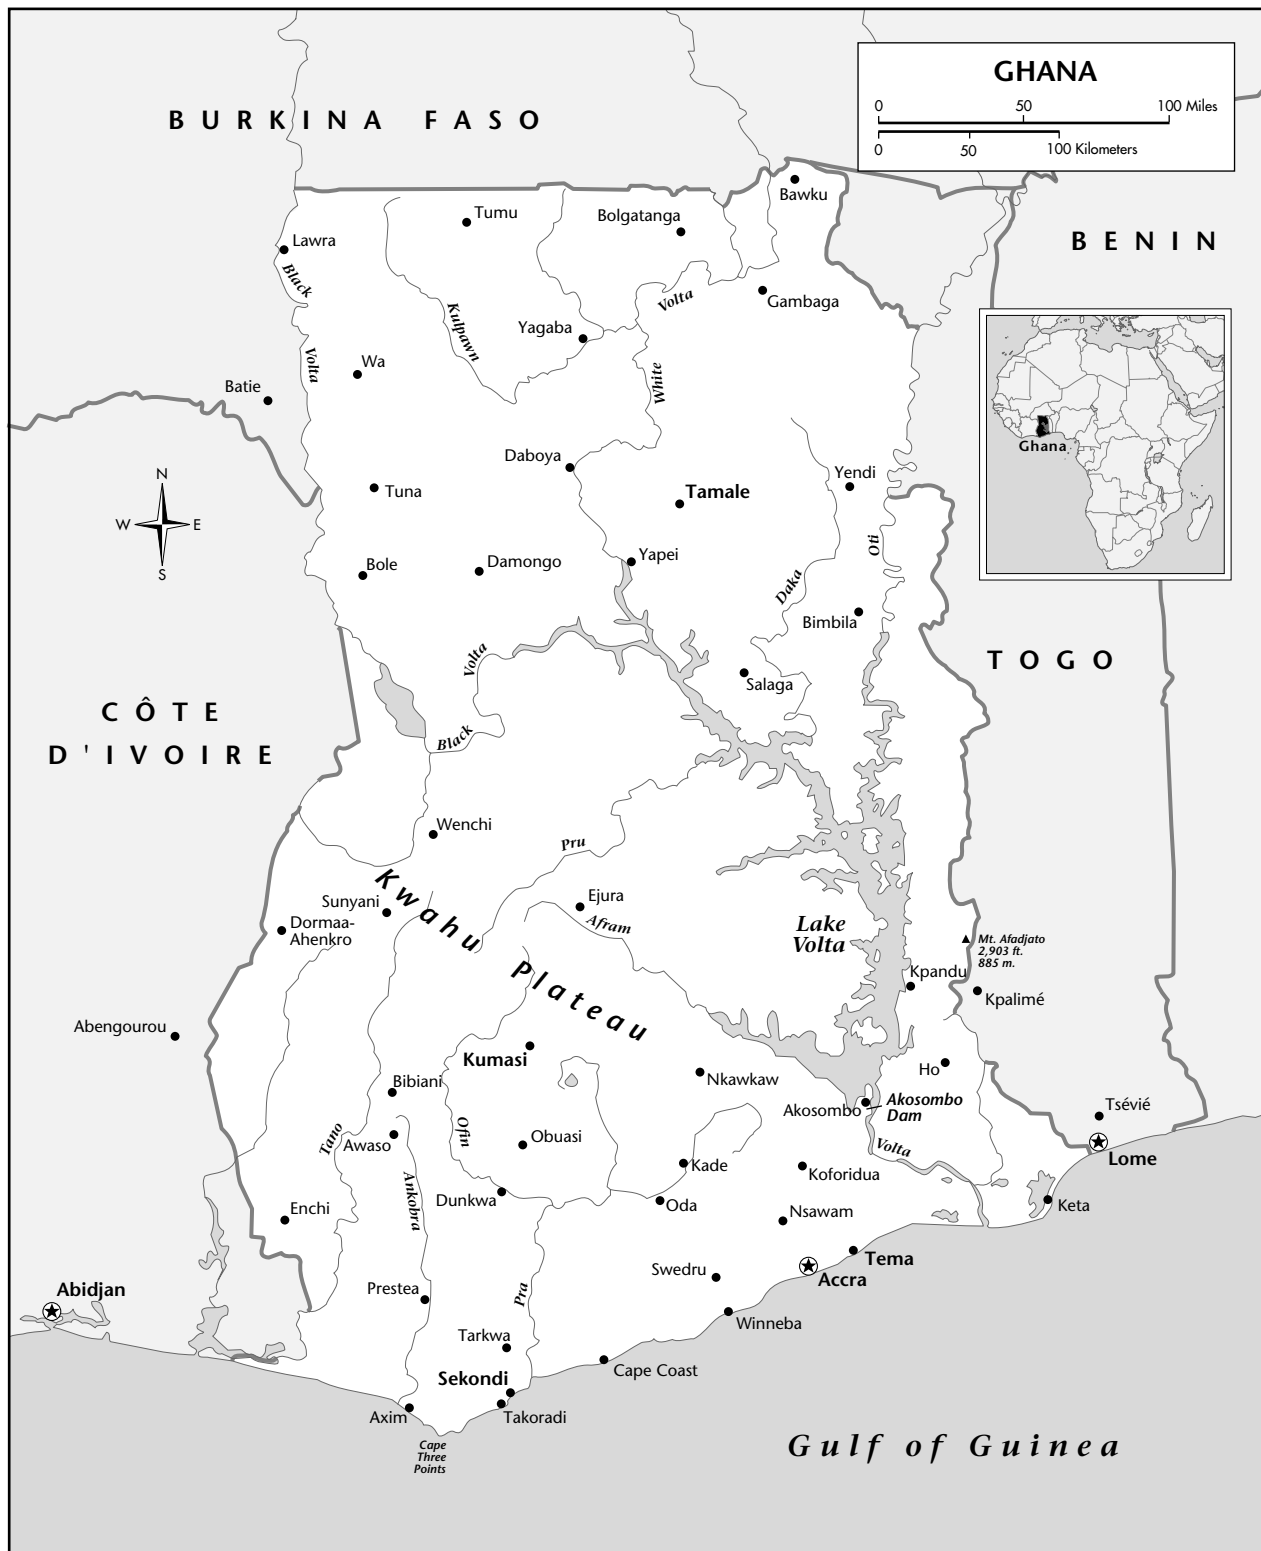 GHANA
0 50 100 Miles
0 50 100 Kilometers
BURKINA FASO
BENIN
Bawku
Tumu
Bolgatanga
Lawra
Black
Volta
Volta
Gambaga
Kulpawn
Yagaba
Wa
White
Batie
Ghana
Daboya
Yendi
Tuna
Tamale
N
W E
S
Oti
Yapei
Bole
Damongo
Daka
Bimbila
Volta
TOGO
Salaga
CÔTE
D'IVOIRE
Black
Wenchi
Pru
Kwahu Plateau
Sunyani
Ejura
Afram
Dormaa-
Ahenkro
Lake
Volta
Mt. Afadjato
2,903 ft.
885 m.
Kpandu
Kpalimé
Abengourou
Kumasi
Ho
Nkawkaw
Bibiani
Akosombo
Akosombo
Dam
Tsévié
Tano
Awaso
Ofin
Obuasi
Volta
Lome
Kade
Koforidua
Ankobra
Dunkwa
Oda
Keta
Enchi
Nsawam
Tema
Swedru
Accra
Abidjan
Prestea
Pra
Winneba
Tarkwa
Cape Coast
Sekondi
Axim
Takoradi
Cape
Three
Points
Gulf of Guinea